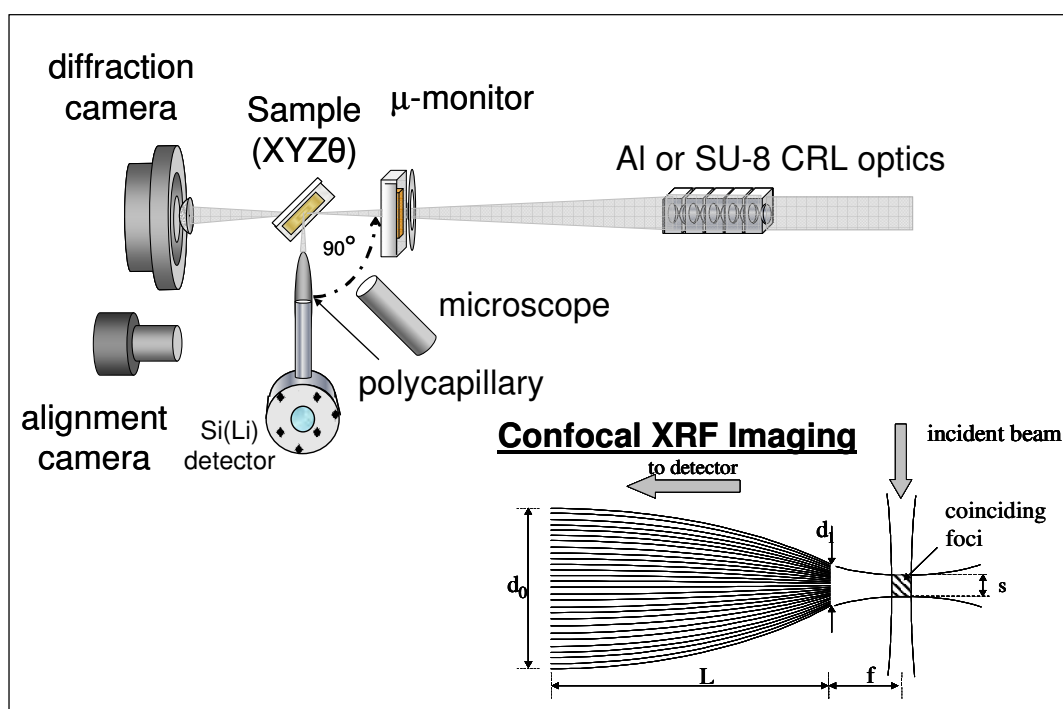 diffraction
camera
Sample
(XYZθ)
μ-monitor
Al or SU-8 CRL optics
90°
microscope
polycapillary
alignment
camera
Si(Li)
detector
Confocal XRF Imaging
incident beam
to detector
coinciding
foci
d₁
d₀
s
L
f